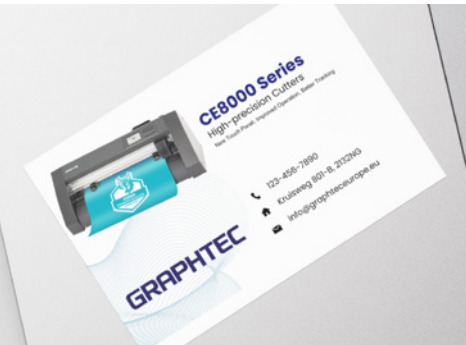 CE8000 Series
High-precision Cutters
New Touch Panel, Improved Operation, Better Tracking
123-456-7890
Kruisweg 801-B, 2132NG
info@graphteceurope.eu
GRAPHTEC